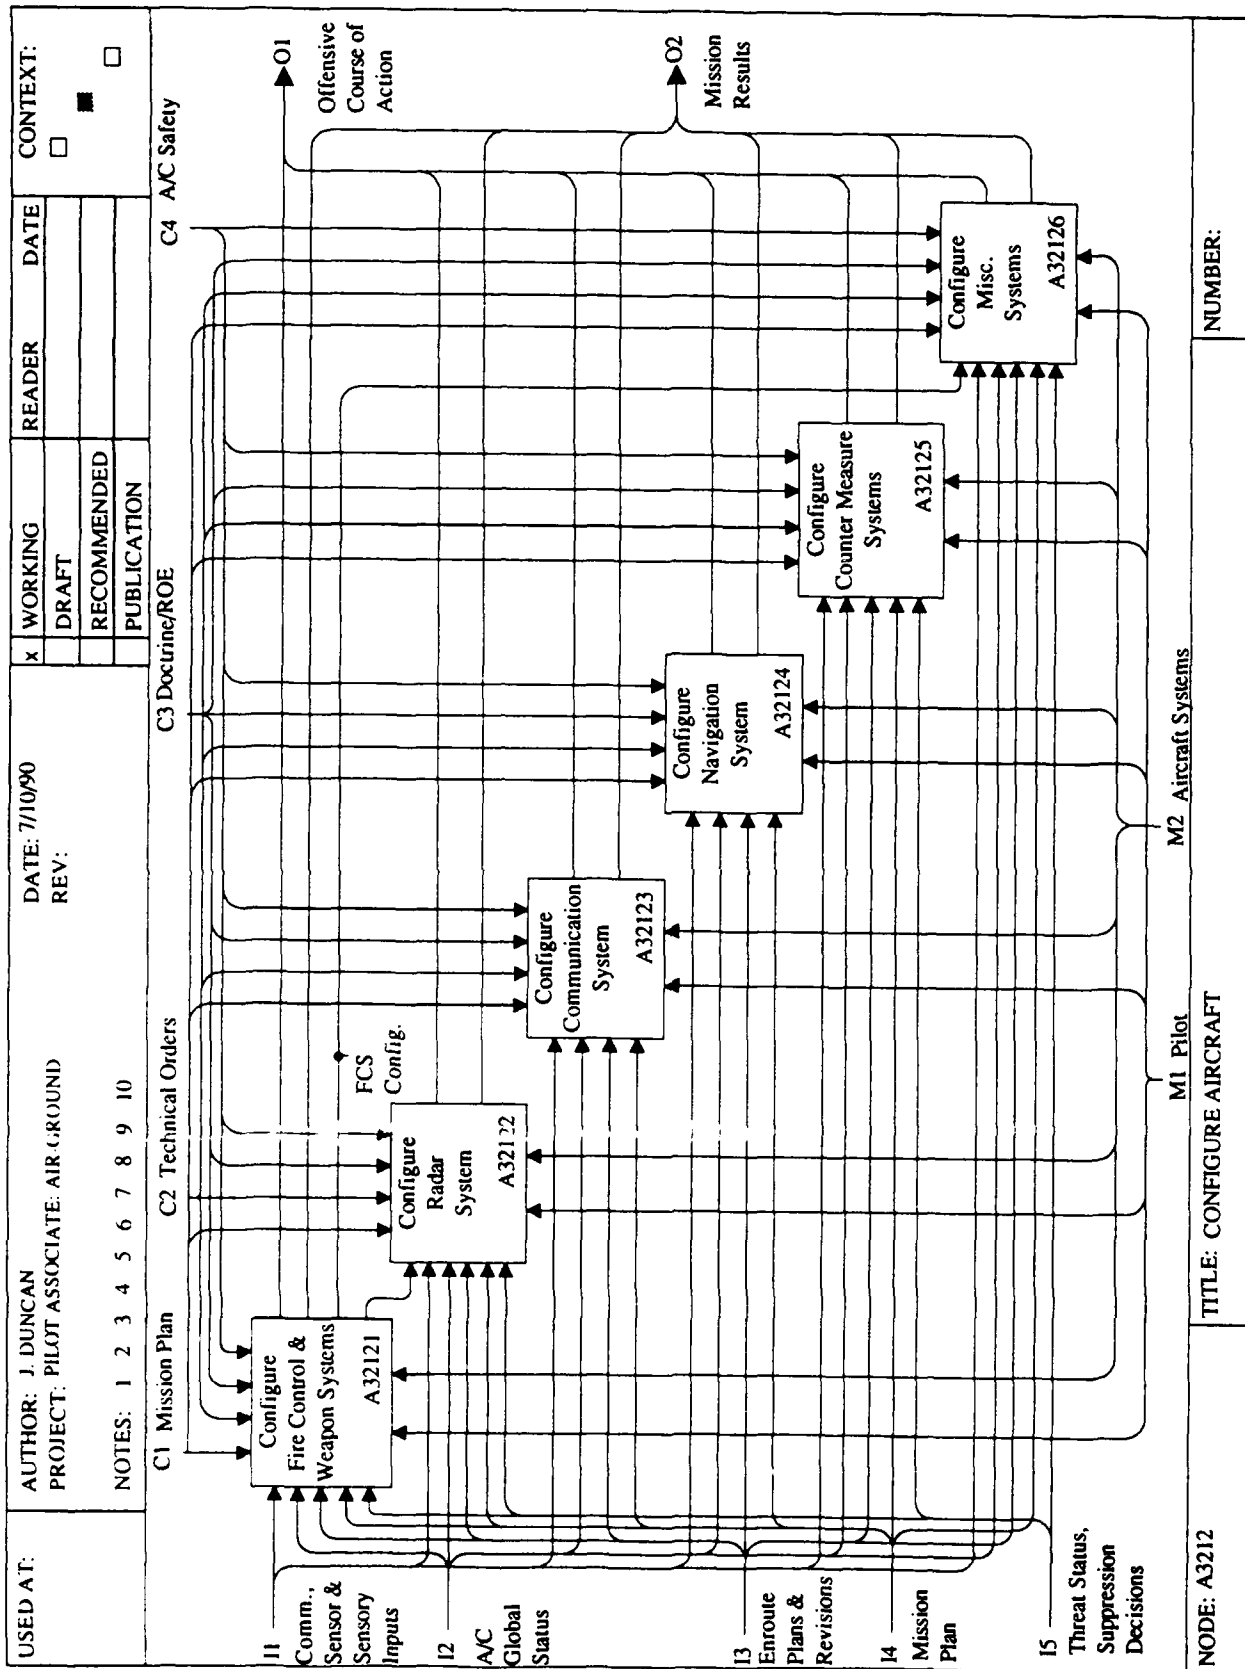 USED AT:
AUTHOR: J. DUNCAN
PROJECT: PILOT ASSOCIATE: AIR-GROUND
NOTES: 1 2 3 4 5 6 7 8 9 10
DATE: 7/10/90
REV:
x WORKING
DRAFT
RECOMMENDED
PUBLICATION
READER DATE
CONTEXT:
C1 Mission Plan
C2 Technical Orders
C3 Doctrine/ROE
C4 A/C Safety
I1
Comm.,
Sensor &
Sensory
Inputs
I2
A/C
Global
Status
I3
Enroute
Plans &
Revisions
I4
Mission
Plan
I5
Threat Status,
Suppression
Decisions
Configure
Fire Control &
Weapon Systems
A32121
Configure
Radar
System
A32122
FCS
Config.
Configure
Communication
System
A32123
Configure
Navigation
System
A32124
Configure
Counter Measure
Systems
A32125
Configure
Misc.
Systems
A32126
O1
Offensive
Course of
Action
O2
Mission
Results
M1 Pilot
M2 Aircraft Systems
NODE: A3212
TITLE: CONFIGURE AIRCRAFT
NUMBER: